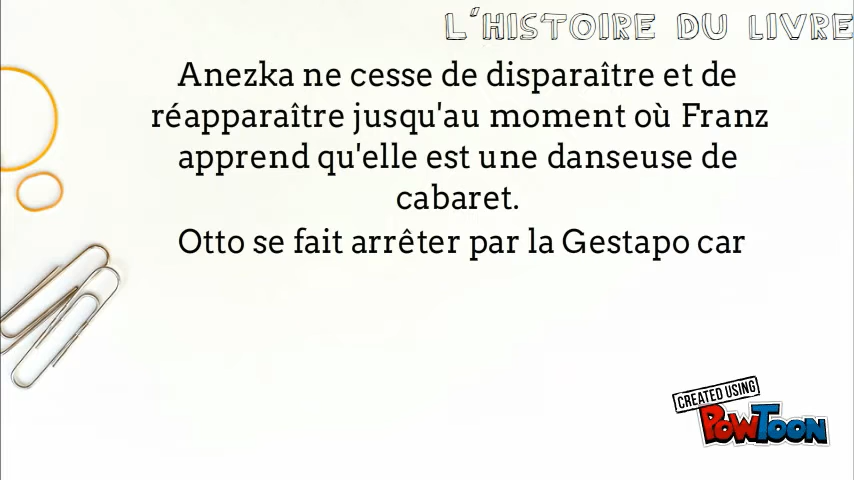 L'HISTOIRE DU LIVRE
Anezka ne cesse de disparaître et de
réapparaître jusqu'au moment où Franz
apprend qu'elle est une danseuse de
cabaret.
Otto se fait arrêter par la Gestapo car
CREATED USING
POWTOON